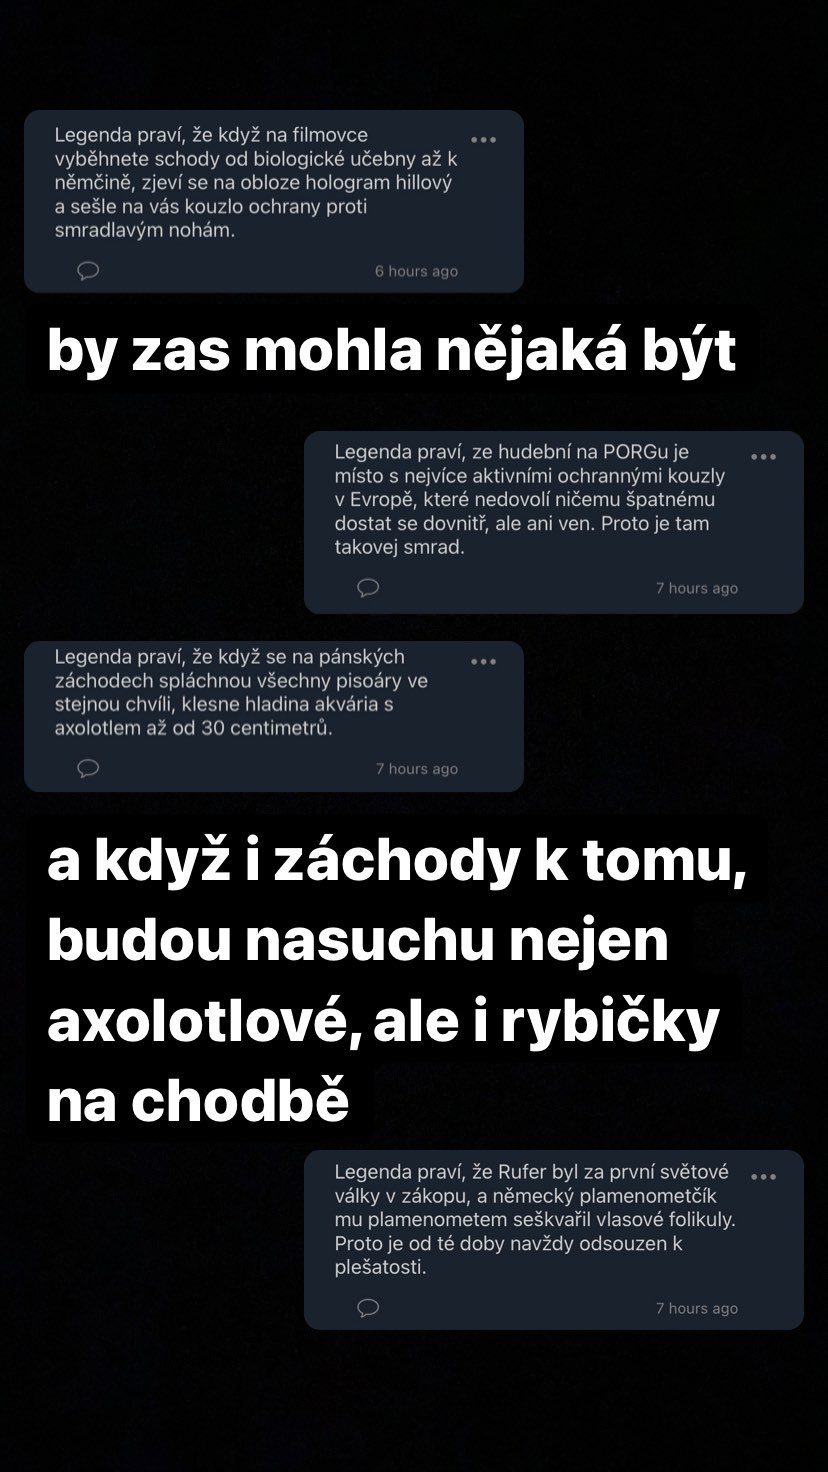 Legenda praví, že když na filmovce
vyběhnete schody od biologické učebny až k
němčině, zjeví se na obloze hologram hillový
a sešle na vás kouzlo ochrany proti
smradlavým nohám.
6 hours ago
by zas mohla nějaká být
Legenda praví, ze hudební na PORGu je
místo s nejvíce aktivními ochrannými kouzly
v Evropě, které nedovolí ničemu špatnému
dostat se dovnitř, ale ani ven. Proto je tam
takovej smrad.
7 hours ago
Legenda praví, že když se na pánských
záchodech spláchnou všechny pisoáry ve
stejnou chvíli, klesne hladina akvária s
axolotlem až od 30 centimetrů.
7 hours ago
a když i záchody k tomu,
budou nasuchu nejen
axolotlové, ale i rybičky
na chodbě
Legenda praví, že Rufer byl za první světové
války v zákopu, a německý plamenometčík
mu plamenometem seškvařil vlasové folikuly.
Proto je od té doby navždy odsouzen k
plešatosti.
7 hours ago